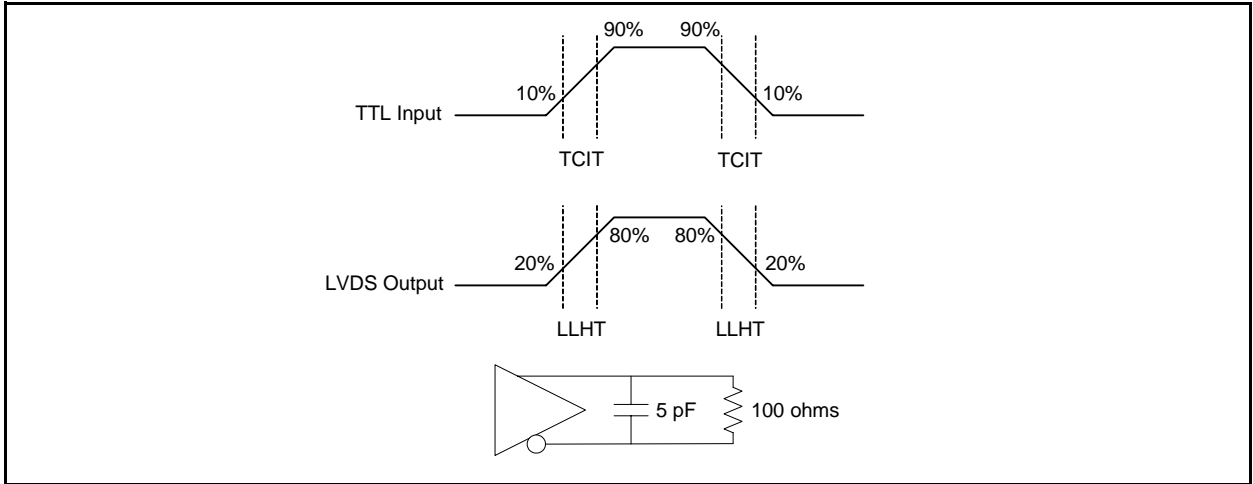 90% 90%
10% 10%
TTL Input
TCIT TCIT
80% 80%
20% 20%
LVDS Output
LLHT LLHT
5 pF 100 ohms